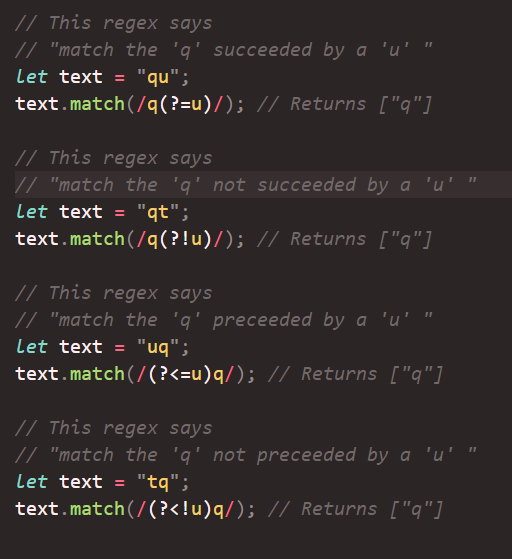 // This regex says
// "match the 'q' succeeded by a 'u' "
let text = "qu";
text.match(/q(?=u)/); // Returns ["q"]

// This regex says
// "match the 'q' not succeeded by a 'u' "
let text = "qt";
text.match(/q(?!u)/); // Returns ["q"]

// This regex says
// "match the 'q' preceeded by a 'u' "
let text = "uq";
text.match(/(?<=u)q/); // Returns ["q"]

// This regex says
// "match the 'q' not preceeded by a 'u' "
let text = "tq";
text.match(/(?<!u)q/); // Returns ["q"]